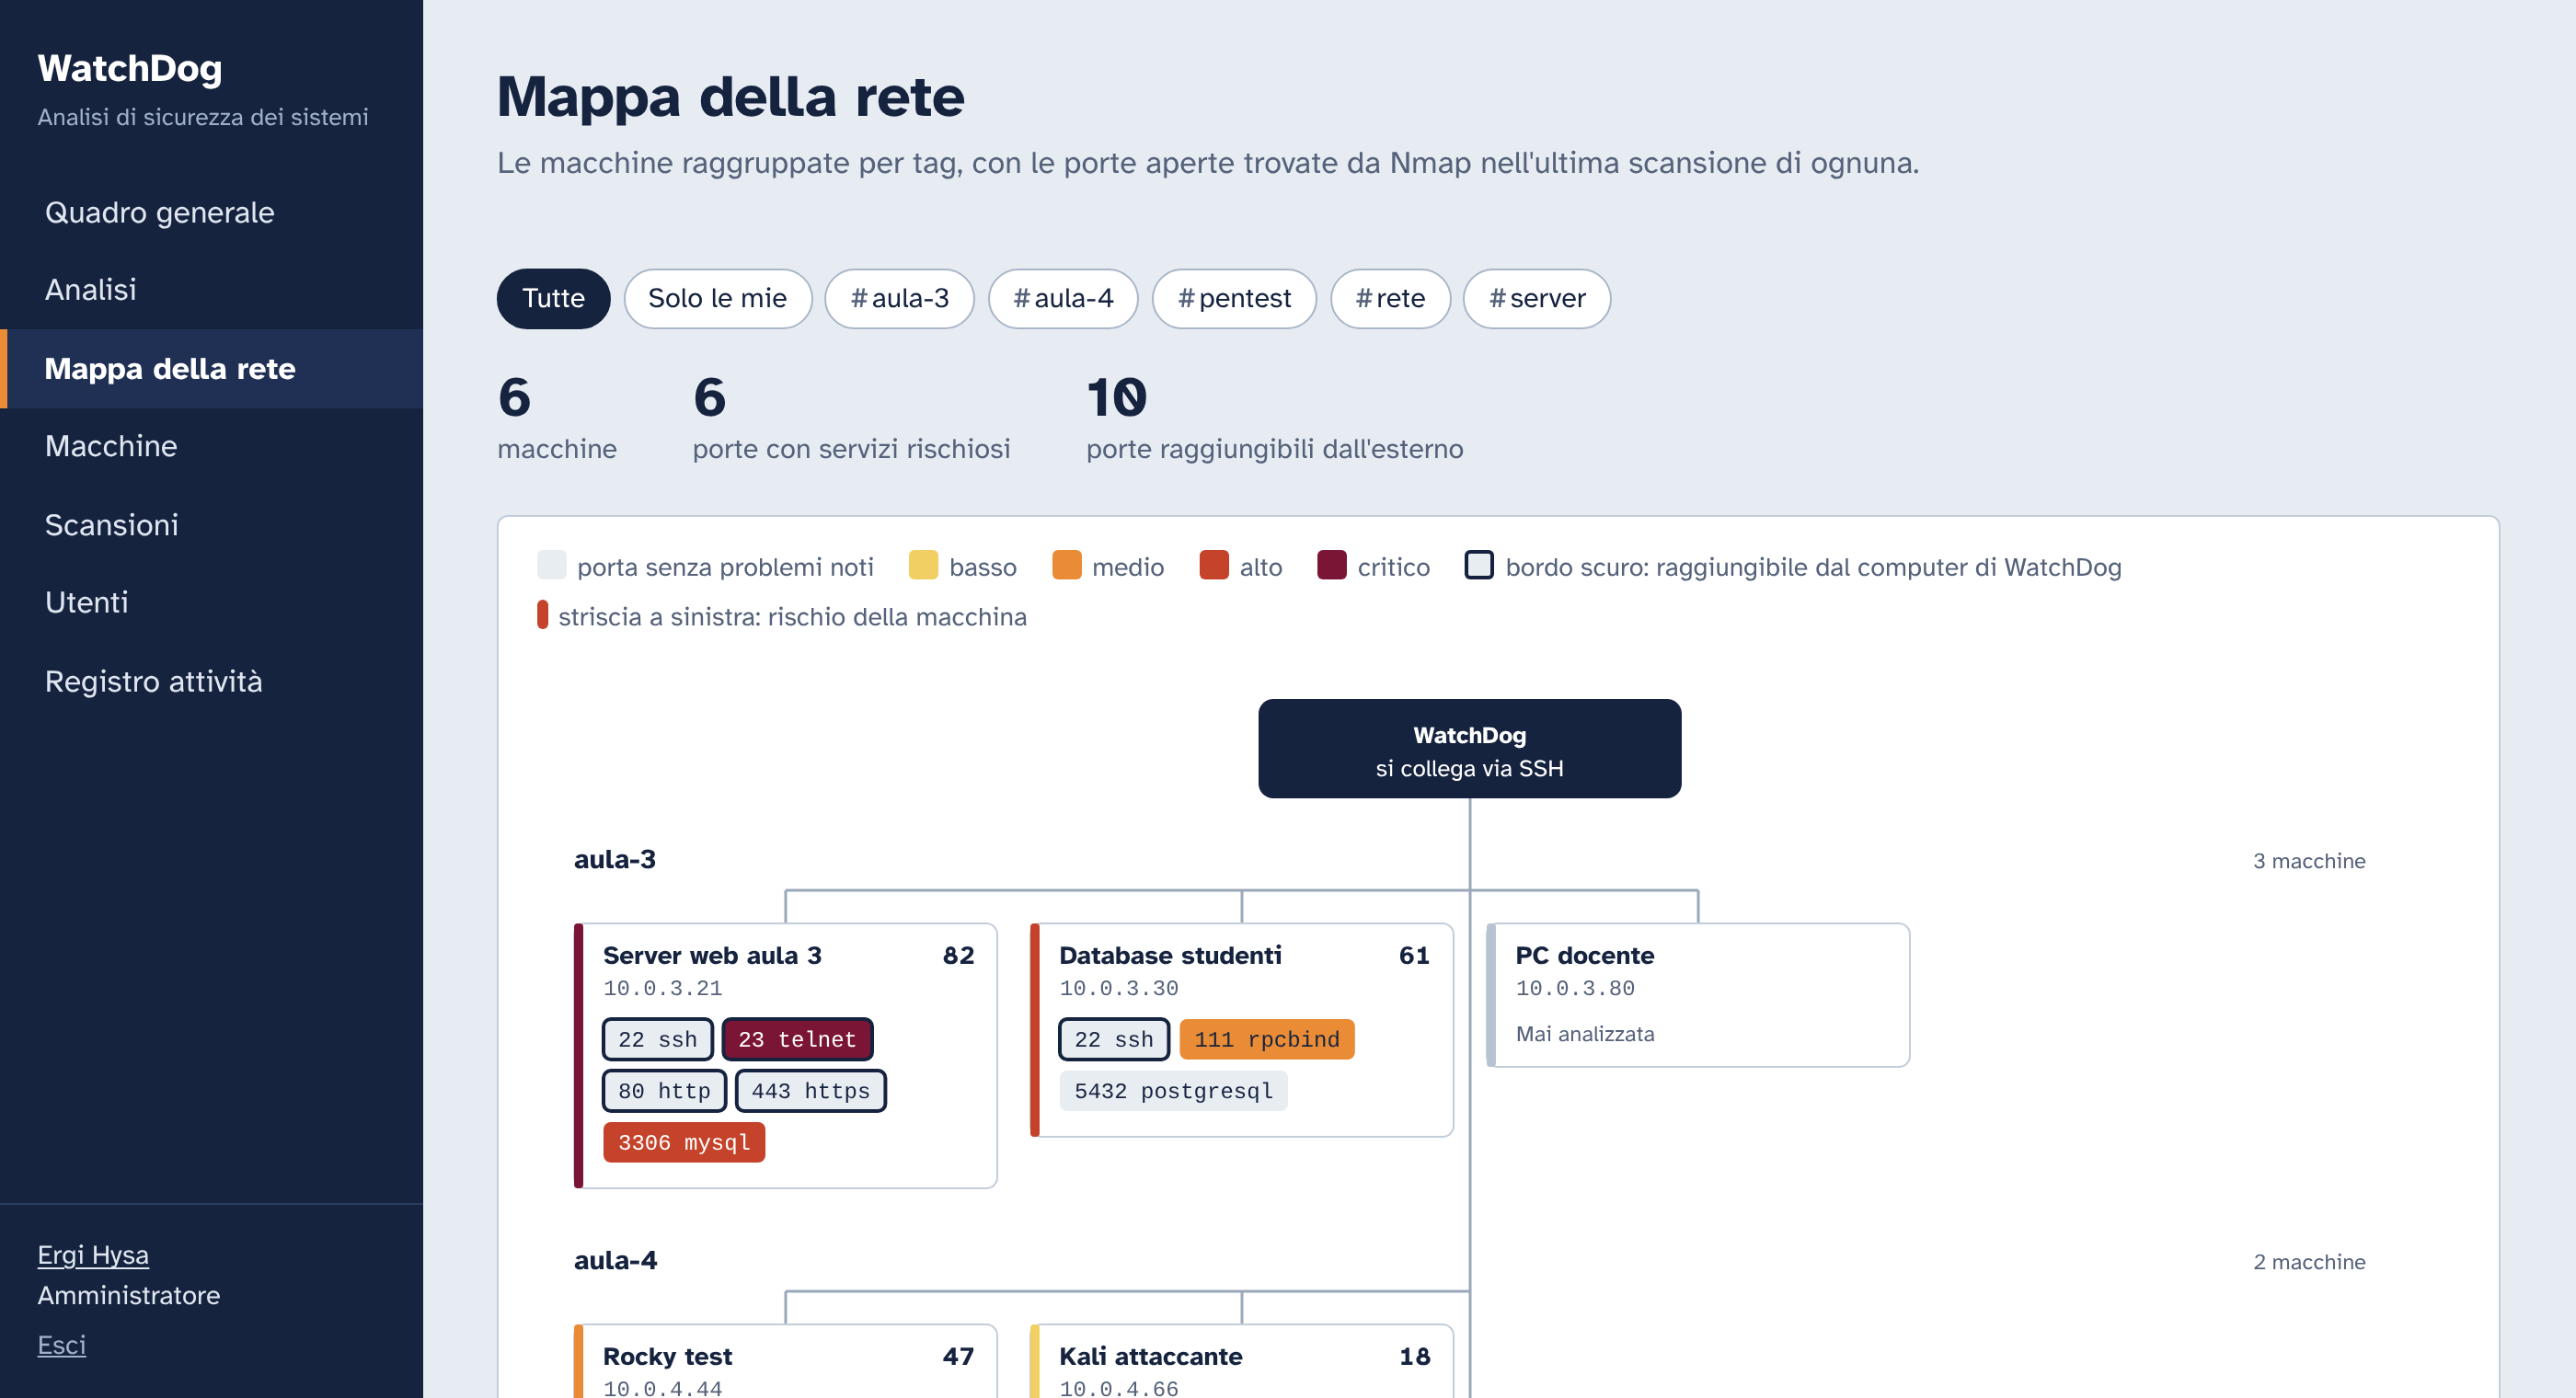 WatchDog
Analisi di sicurezza dei sistemi
Quadro generale
Analisi
Mappa della rete
Macchine
Scansioni
Utenti
Registro attività
Ergi Hysa
Amministratore
Esci
Mappa della rete
Le macchine raggruppate per tag, con le porte aperte trovate da Nmap nell'ultima scansione di ognuna.
Tutte Solo le mie #aula-3 #aula-4 #pentest #rete #server
6 6 10
macchine porte con servizi rischiosi porte raggiungibili dall'esterno
porta senza problemi noti basso medio alto critico bordo scuro: raggiungibile dal computer di WatchDog
striscia a sinistra: rischio della macchina
WatchDog
si collega via SSH
aula-3 3 macchine
Server web aula 3 82
10.0.3.21
22 ssh 23 telnet
80 http 443 https
3306 mysql
Database studenti 61
10.0.3.30
22 ssh 111 rpcbind
5432 postgresql
PC docente
10.0.3.80
Mai analizzata
aula-4 2 macchine
Rocky test 47
10.0.4.44
Kali attaccante 18
10.0.4.66